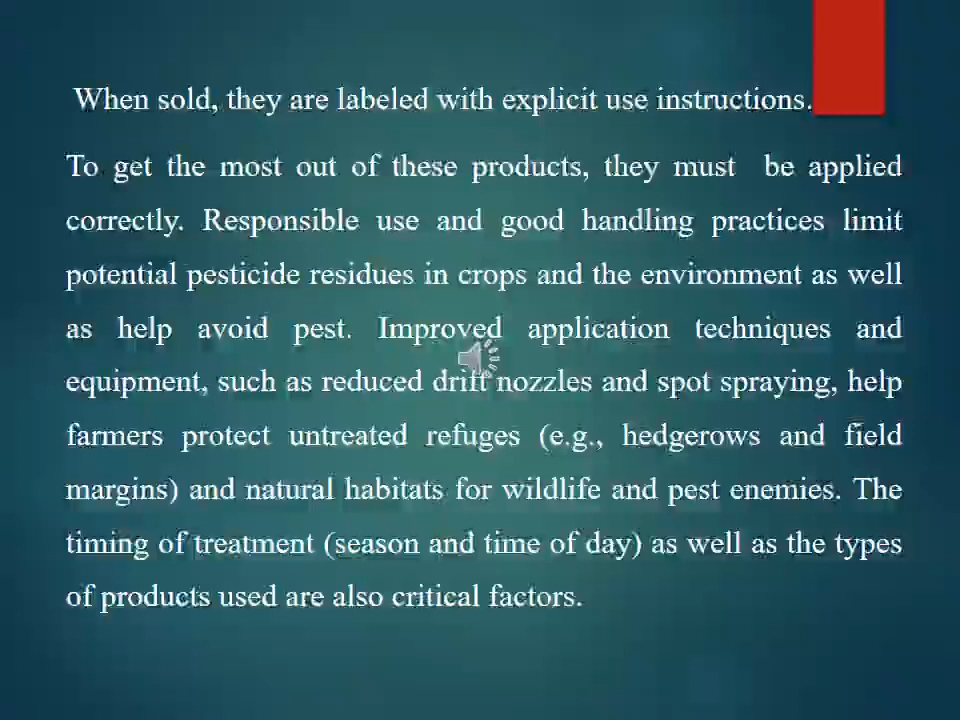 When sold, they are labeled with explicit use instructions.
To get the most out of these products, they must be applied
correctly. Responsible use and good handling practices limit
potential pesticide residues in crops and the environment as well
as help avoid pest. Improved application techniques and
equipment, such as reduced drift nozzles and spot spraying, help
farmers protect untreated refuges (e.g., hedgerows and field
margins) and natural habitats for wildlife and pest enemies. The
timing of treatment (season and time of day) as well as the types
of products used are also critical factors.